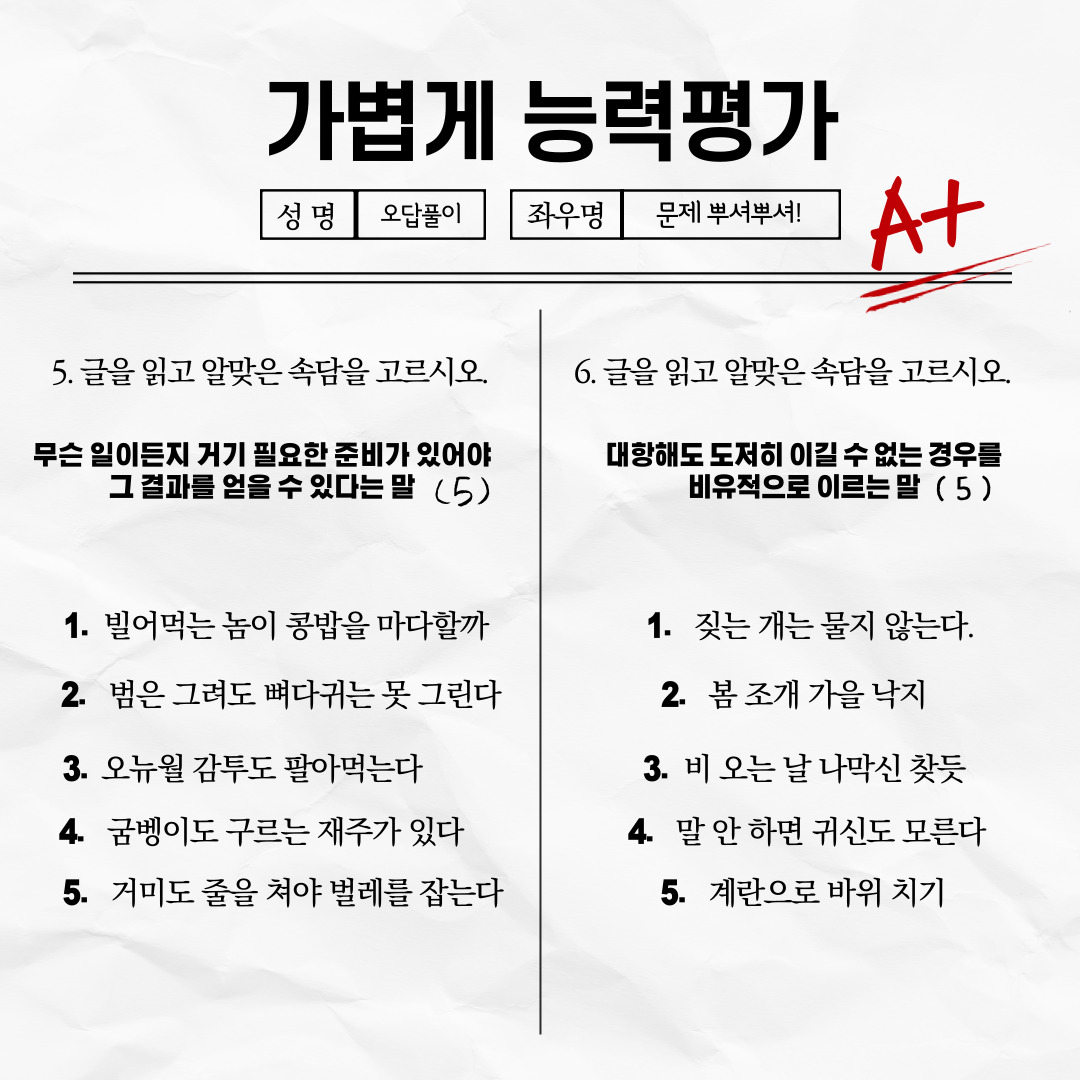 가볍게 능력평가
성 명 오답풀이 좌우명 문제 뿌셔뿌셔!
A+
5. 글을 읽고 알맞은 속담을 고르시오.
무슨 일이든지 거기 필요한 준비가 있어야
그 결과를 얻을 수 있다는 말 (5)
1. 빌어먹는 놈이 콩밥을 마다할까
2. 범은 그려도 뼈다귀는 못 그린다
3. 오뉴월 감투도 팔아먹는다
4. 굼벵이도 구르는 재주가 있다
5. 거미도 줄을 쳐야 벌레를 잡는다
6. 글을 읽고 알맞은 속담을 고르시오.
대항해도 도저히 이길 수 없는 경우를
비유적으로 이르는 말 ( 5 )
1. 짖는 개는 물지 않는다.
2. 봄 조개 가을 낙지
3. 비 오는 날 나막신 찾듯
4. 말 안 하면 귀신도 모른다
5. 계란으로 바위 치기